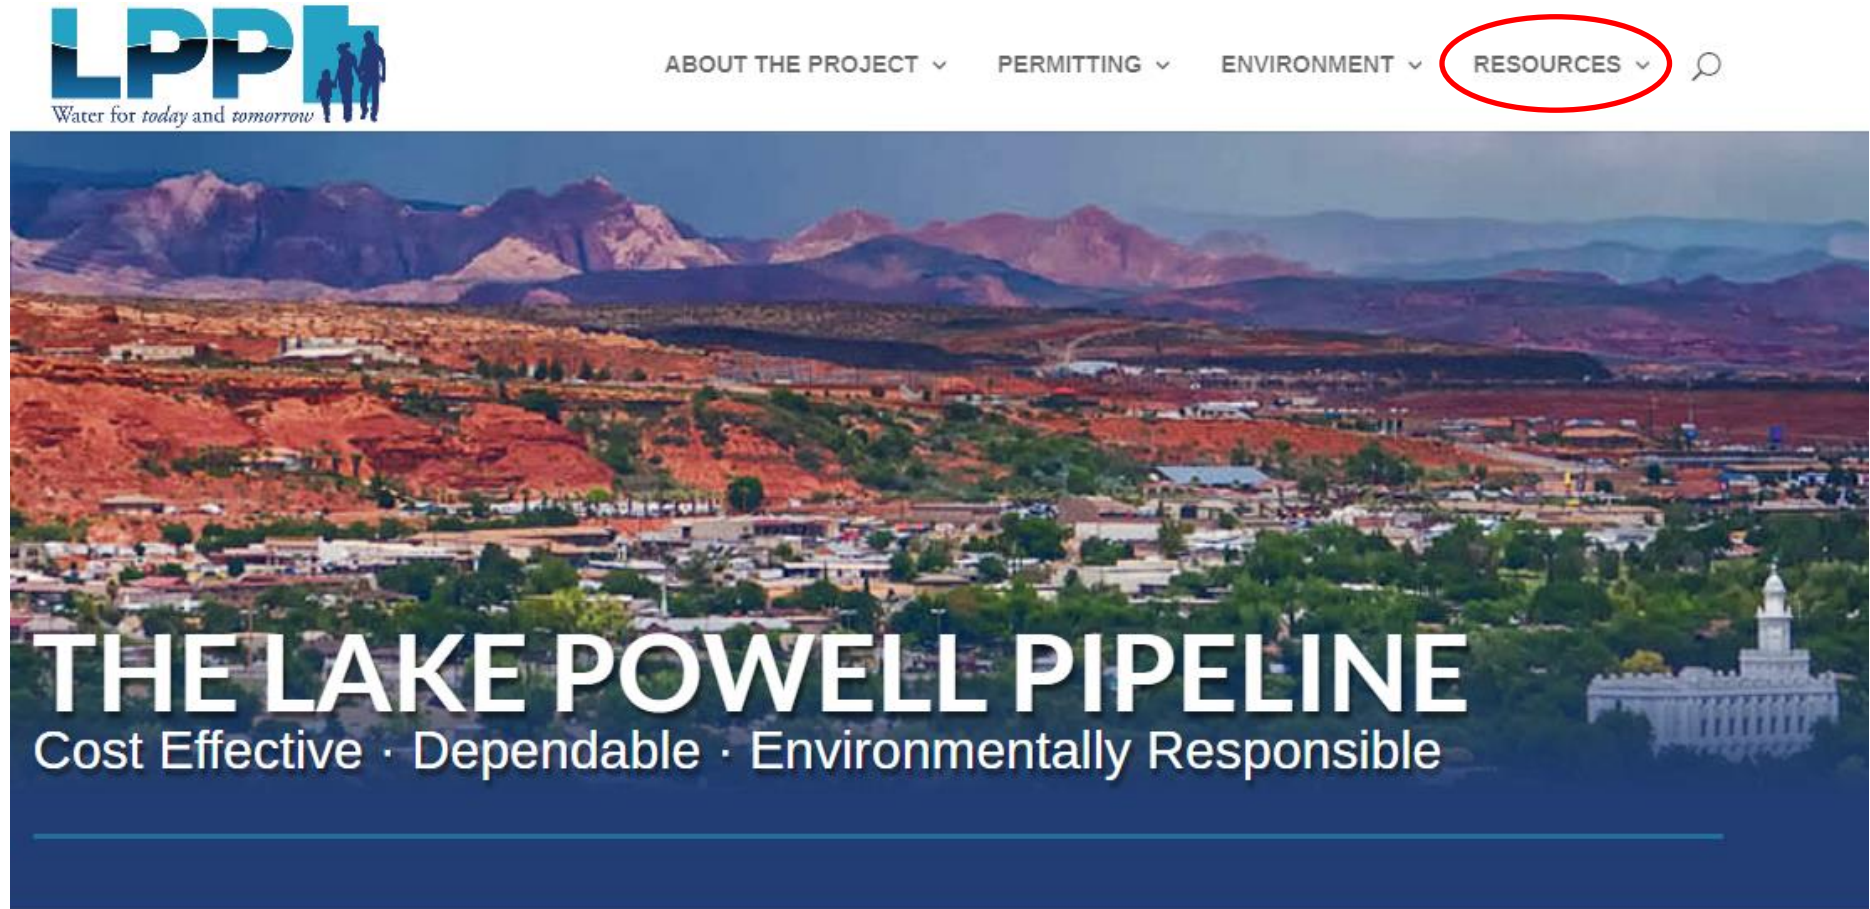 LPP
Water for today and tomorrow
ABOUT THE PROJECT PERMITTING ENVIRONMENT RESOURCES
THE LAKE POWELL PIPELINE
Cost Effective · Dependable · Environmentally Responsible